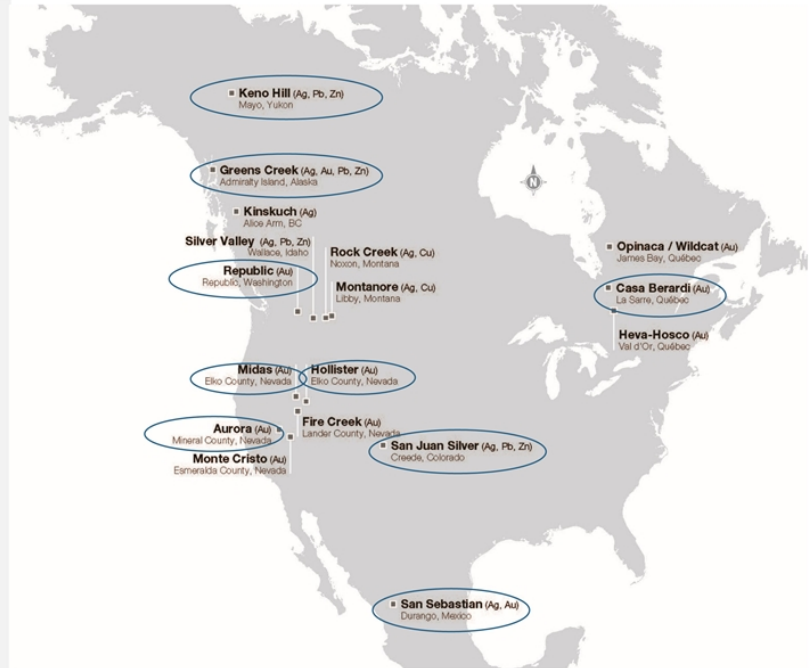 Keno Hill (Ag, Pb, Zn)
Mayo, Yukon
Greens Creek (Ag, Au, Pb, Zn)
Admiralty Island, Alaska
Kinskuch (Ag)
Alice Arm, BC
Silver Valley (Ag, Pb, Zn)
Wallace, Idaho
Rock Creek (Ag, Cu)
Noxon, Montana
Republic (Au)
Republic, Washington
Montanore (Ag, Cu)
Libby, Montana
N
Opinaca / Wildcat (Au)
James Bay, Québec
Casa Berardi (Au)
La Sarre, Québec
Heva-Hosco (Au)
Val d'Or, Québec
Midas (Au)
Elko County, Nevada
Hollister (Au)
Elko County, Nevada
Fire Creek (Au)
Lander County, Nevada
Aurora (Au)
Mineral County, Nevada
Monte Cristo (Au)
Esmeralda County, Nevada
San Juan Silver (Ag, Pb, Zn)
Creede, Colorado
San Sebastian (Ag, Au)
Durango, Mexico